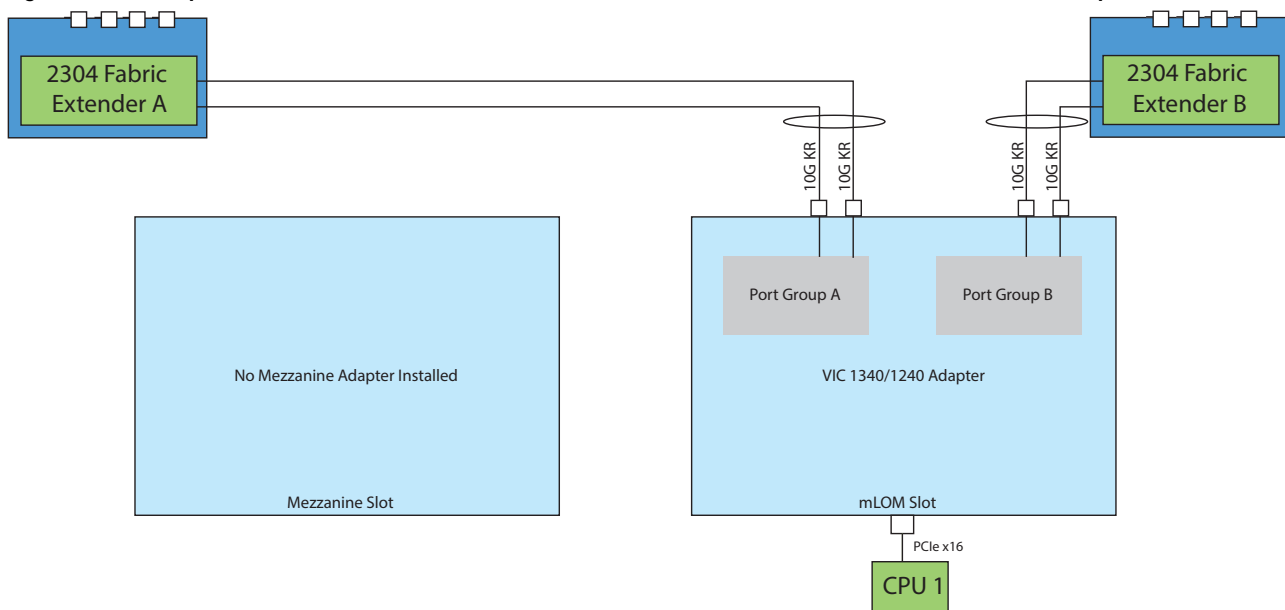 2304 Fabric
Extender A
2304 Fabric
Extender B
10G KR
10G KR
10G KR
10G KR
Port Group A
Port Group B
No Mezzanine Adapter Installed
VIC 1340/1240 Adapter
Mezzanine Slot
mLOM Slot
PCIe x16
CPU 1